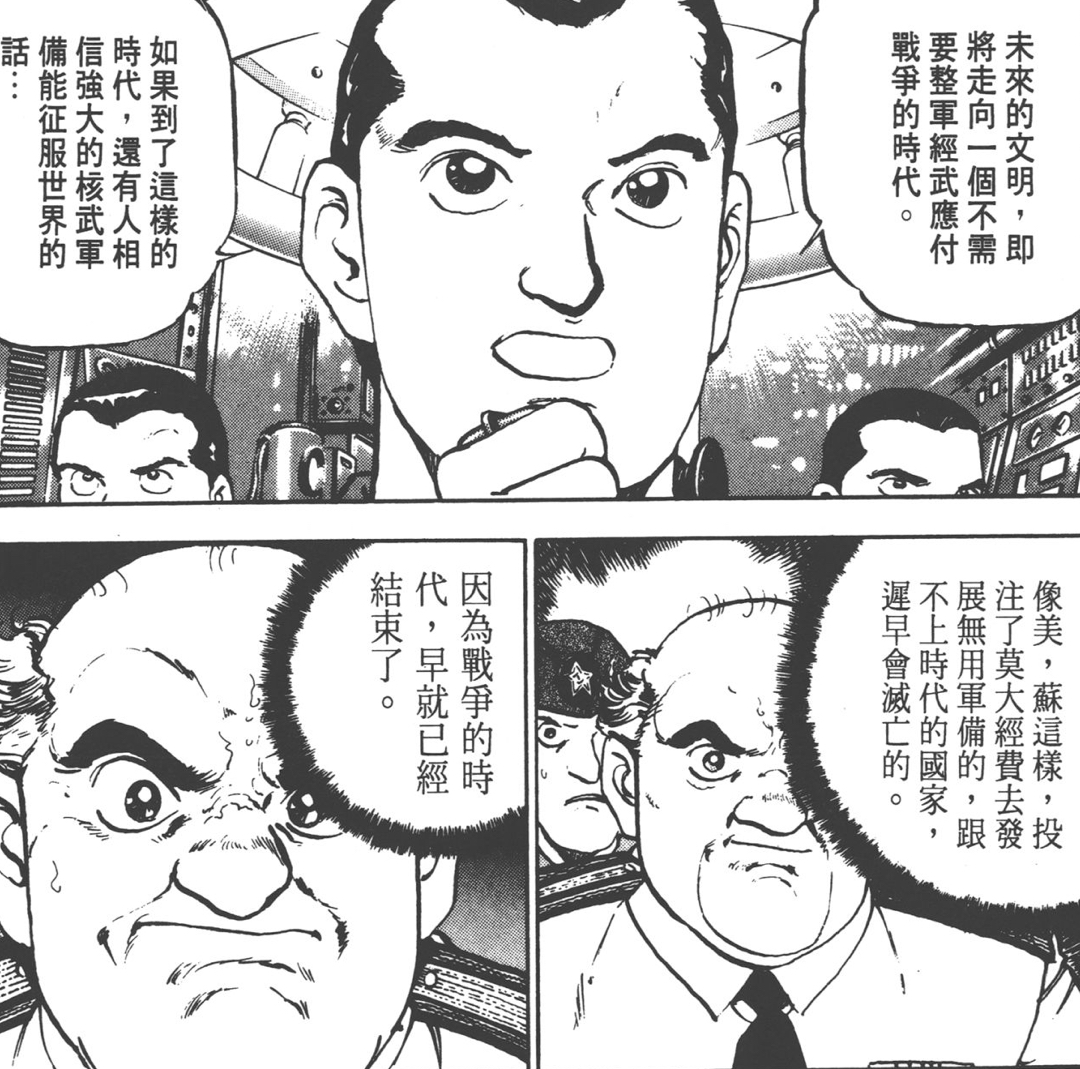 未來的文明，即
將走向一個不需
要整軍經武應付
戰爭的時代。
如果到了這樣的
時代，還有人相
信強大的核武軍
備能征服世界的
話…
像美，蘇這樣，投
注了莫大經費去發
展無用軍備的，跟
不上時代的國家，
遲早會滅亡的。
因為戰爭的時
代，早就已經
結束了。